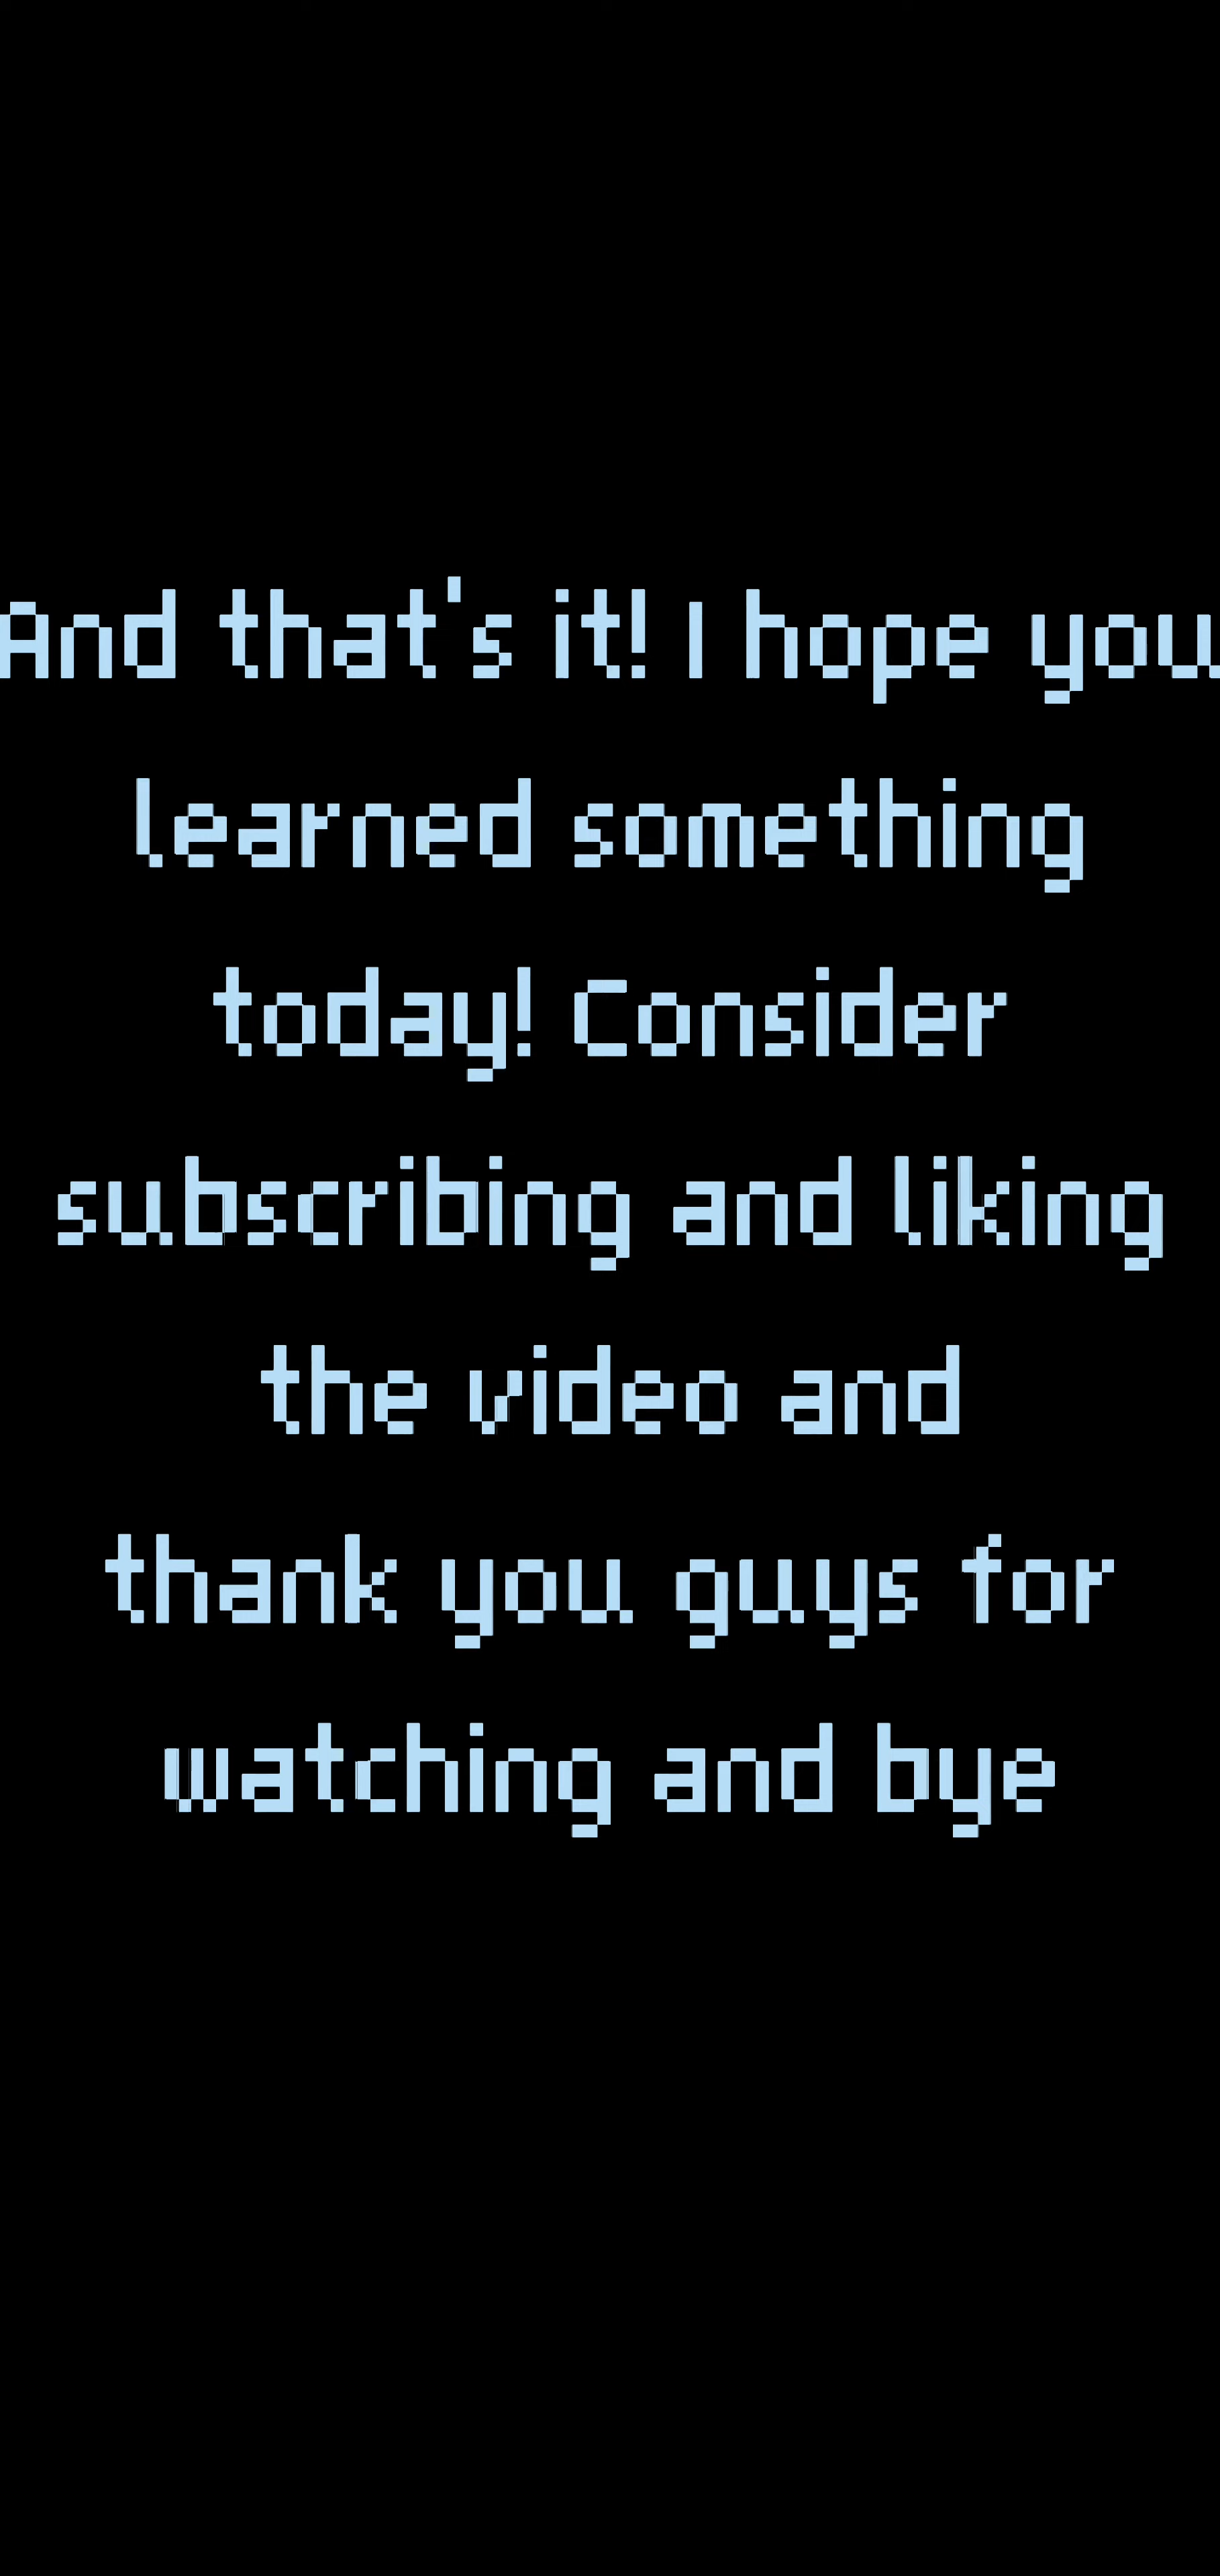 And that's it! I hope you
learned something
today! Consider
subscribing and liking
the video and
thank you guys for
watching and bye